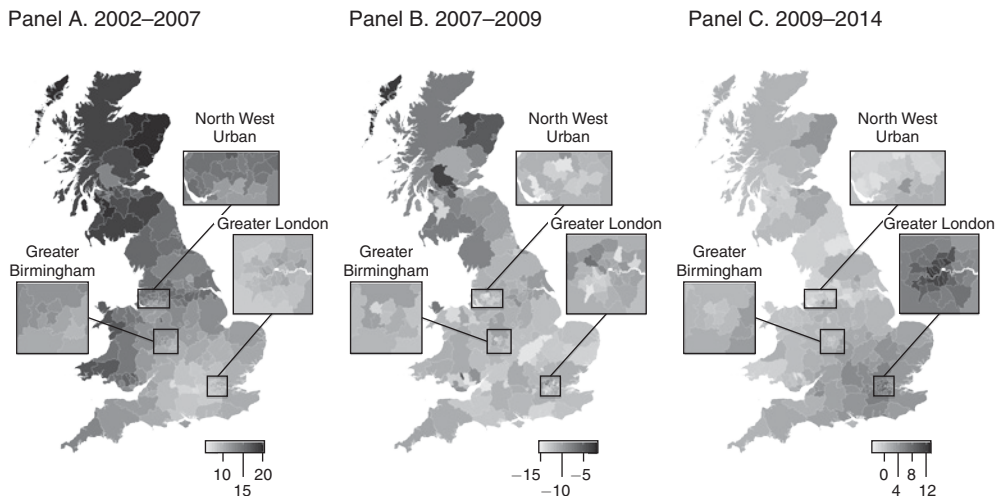 Panel A. 2002–2007
North West
Urban
Greater London
Greater
Birmingham
10 20
15
Panel B. 2007–2009
North West
Urban
Greater London
Greater
Birmingham
−15 −5
−10
Panel C. 2009–2014
North West
Urban
Greater London
Greater
Birmingham
0 8
4 12